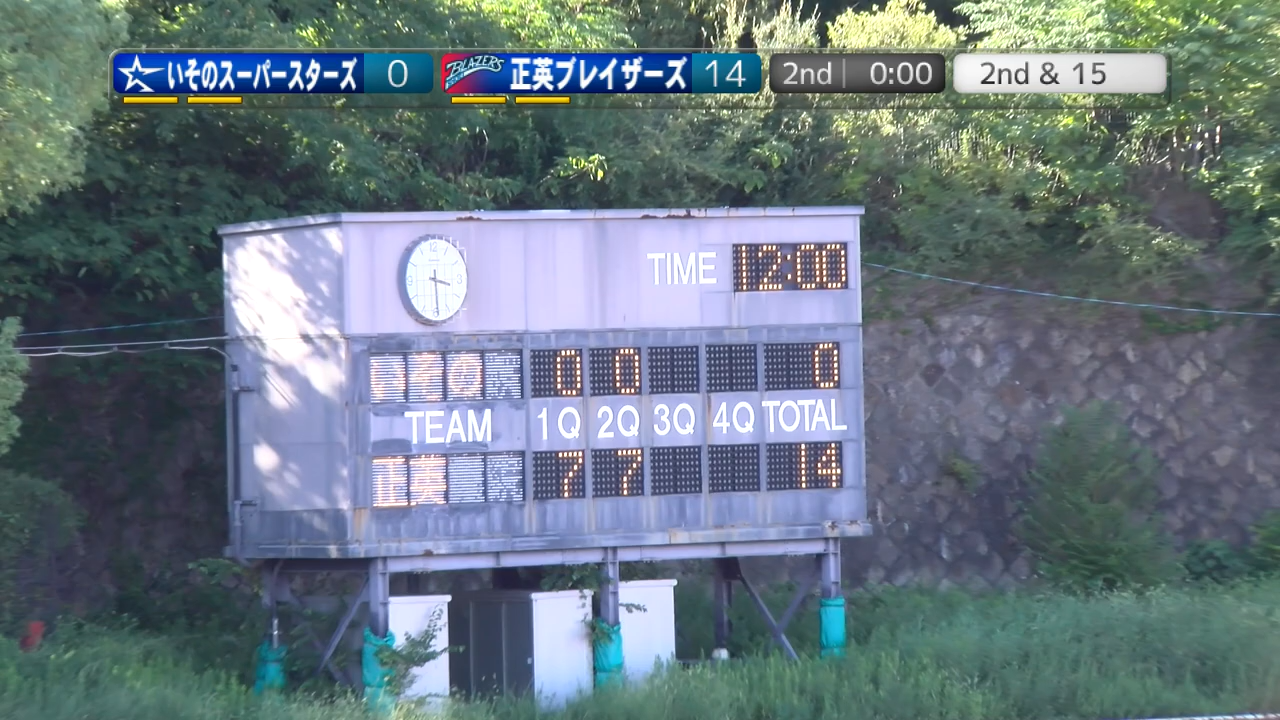 いそのスーパースターズ 0 BLAZERS 正英ブレイザーズ 14 2nd 0:00 2nd & 15
TIME 12:00
0 0 0
TEAM 1Q 2Q 3Q 4Q TOTAL
正英 7 7 14